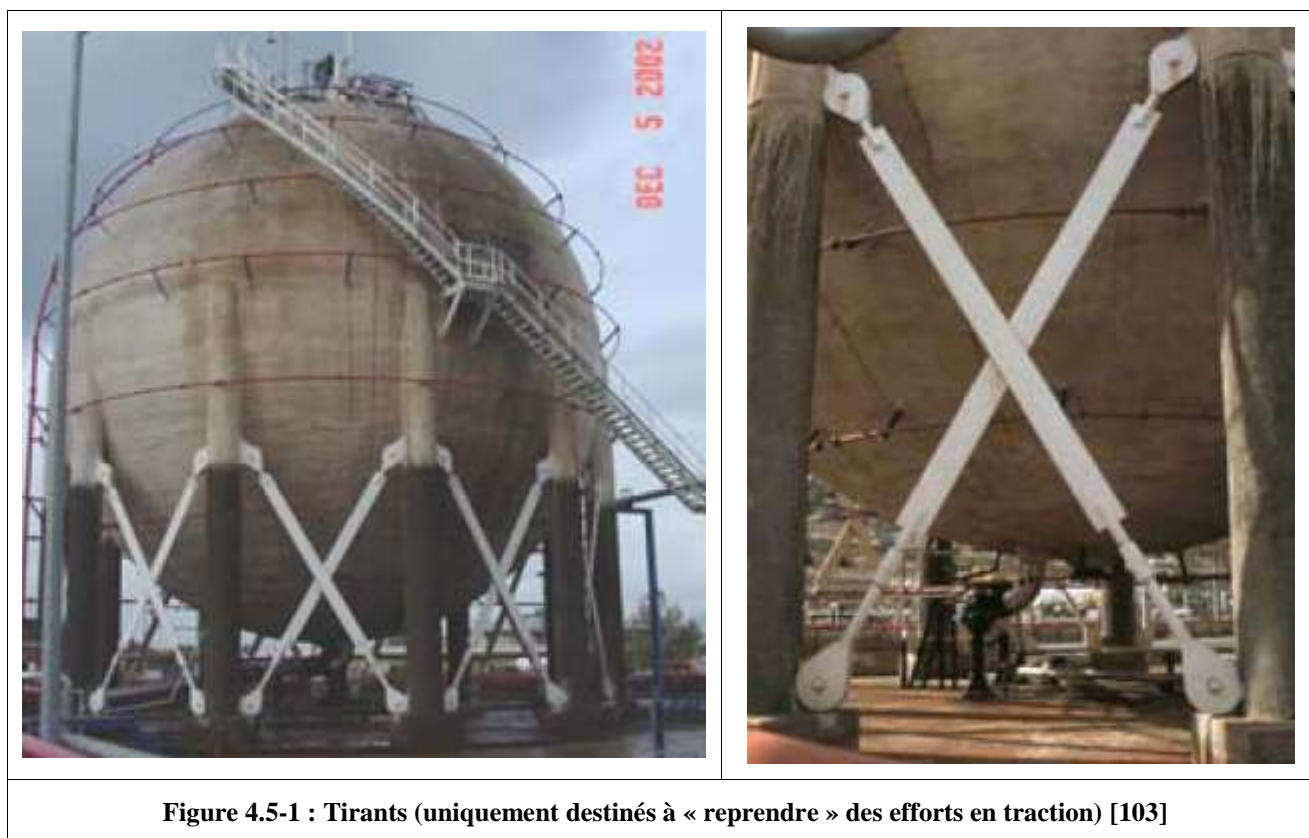 DEC 5 2002
Figure 4.5-1 : Tirants (uniquement destinés à « reprendre » des efforts en traction) [103]